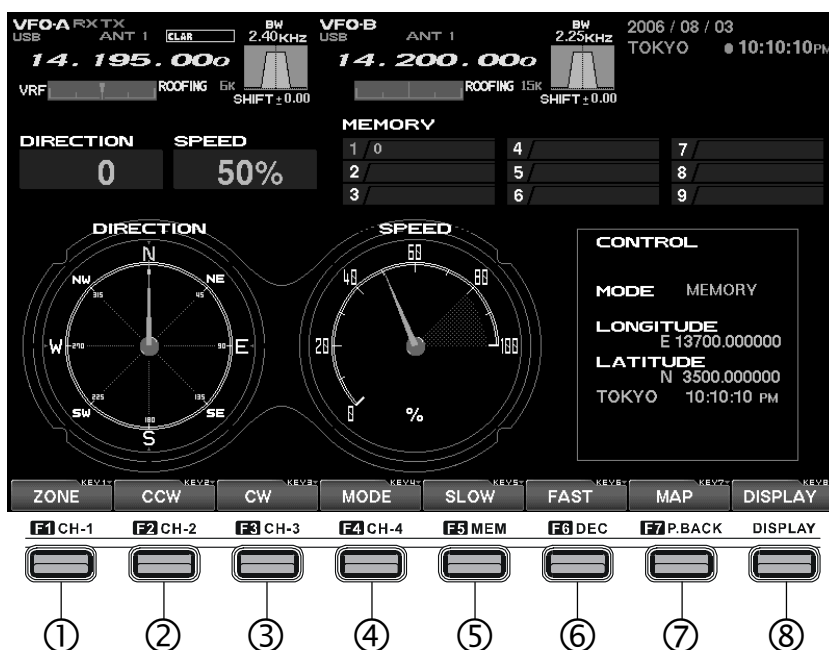 VFO-A RX TX
USB ANT 1 CLAR
BW
2.40KHZ
14.195.00o
VRF ROOFING 6K
SHIFT ±0.00
VFO-B
USB ANT 1
BW
2.25KHZ
14.200.00o
ROOFING 15K
SHIFT ±0.00
2006 / 08 / 03
TOKYO 10:10:10PM
DIRECTION SPEED
0 50%
MEMORY
1 / 0 4 / 7 /
2 / 5 / 8 /
3 / 6 / 9 /
DIRECTION
N
NW NE
315 45
W 270 90 E
225 135
SW 180 SE
S
SPEED
0 20 40 60 80 100
%
CONTROL
MODE MEMORY
LONGITUDE
E 13700.000000
LATITUDE
N 3500.000000
TOKYO 10:10:10 PM
KEY1 KEY2 KEY3 KEY4 KEY5 KEY6 KEY7 KEY8
ZONE CCW CW MODE SLOW FAST MAP DISPLAY
F1 CH-1 F2 CH-2 F3 CH-3 F4 CH-4 F5 MEM F6 DEC F7 P.BACK DISPLAY
① ② ③ ④ ⑤ ⑥ ⑦ ⑧